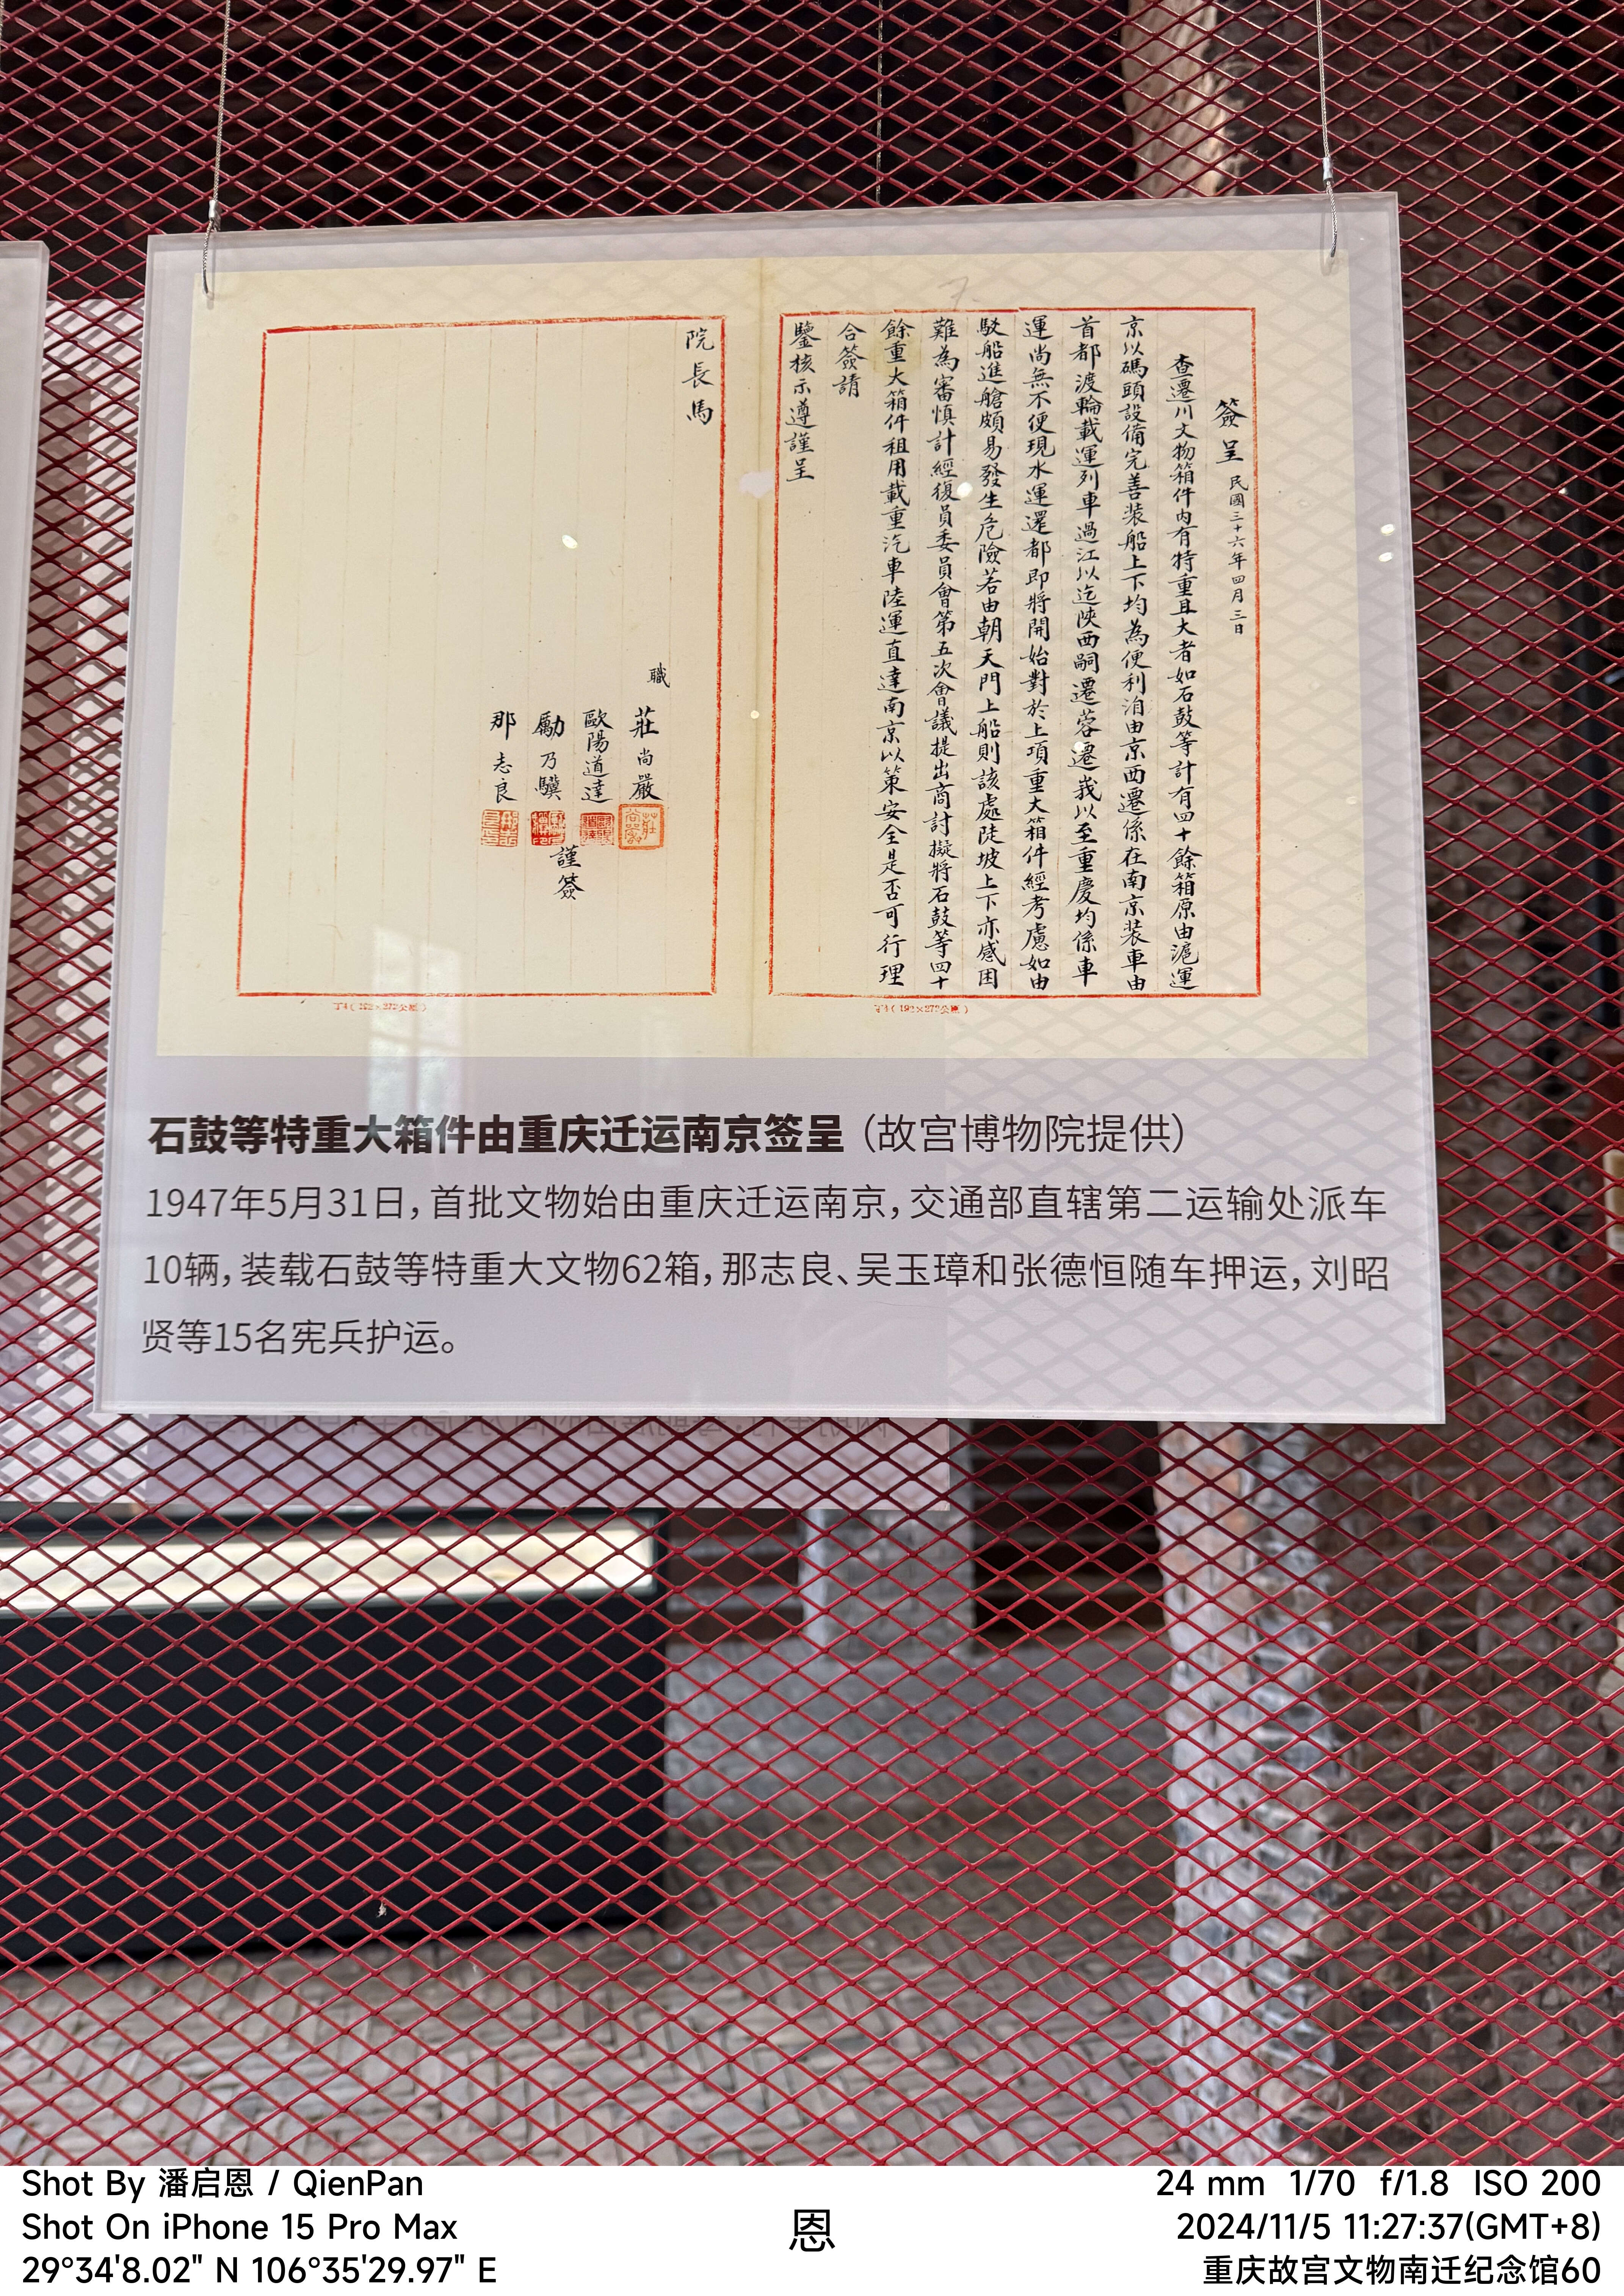 簽呈 民國三十六年四月三日
查遷川文物箱件內有特重且大者如石鼓等計有四十餘箱原由滬運
京以碼頭設備完善裝船上下均為便利洎由京西遷係在南京裝車由
首都渡輪載運列車過江以迄陝西嗣遷蓉遷峩以至重慶均係車
運尚無不便現水運還都即將開始對於上項重大箱件經考慮如由
駁船進艙頗易發生危險若由朝天門上船則該處陡坡上下亦感困
難為審慎計經復員委員會第五次會議提出商討擬將石鼓等四十
餘重大箱件租用載重汽車陸運直達南京以策安全是否可行理
合簽請
鑒核示遵謹呈
院長馬
職
莊尚嚴
歐陽道達
勵乃驥
那志良
謹簽
石鼓等特重大箱件由重庆迁运南京签呈（故宫博物院提供）
1947年5月31日，首批文物始由重庆迁运南京，交通部直辖第二运输处派车
10辆，装载石鼓等特重大文物62箱，那志良、吴玉璋和张德恒随车押运，刘昭
贤等15名宪兵护运。
Shot By 潘启恩 / QienPan
Shot On iPhone 15 Pro Max
29°34'8.02" N 106°35'29.97" E
恩
24 mm 1/70 f/1.8 ISO 200
2024/11/5 11:27:37(GMT+8)
重庆故宫文物南迁纪念馆60